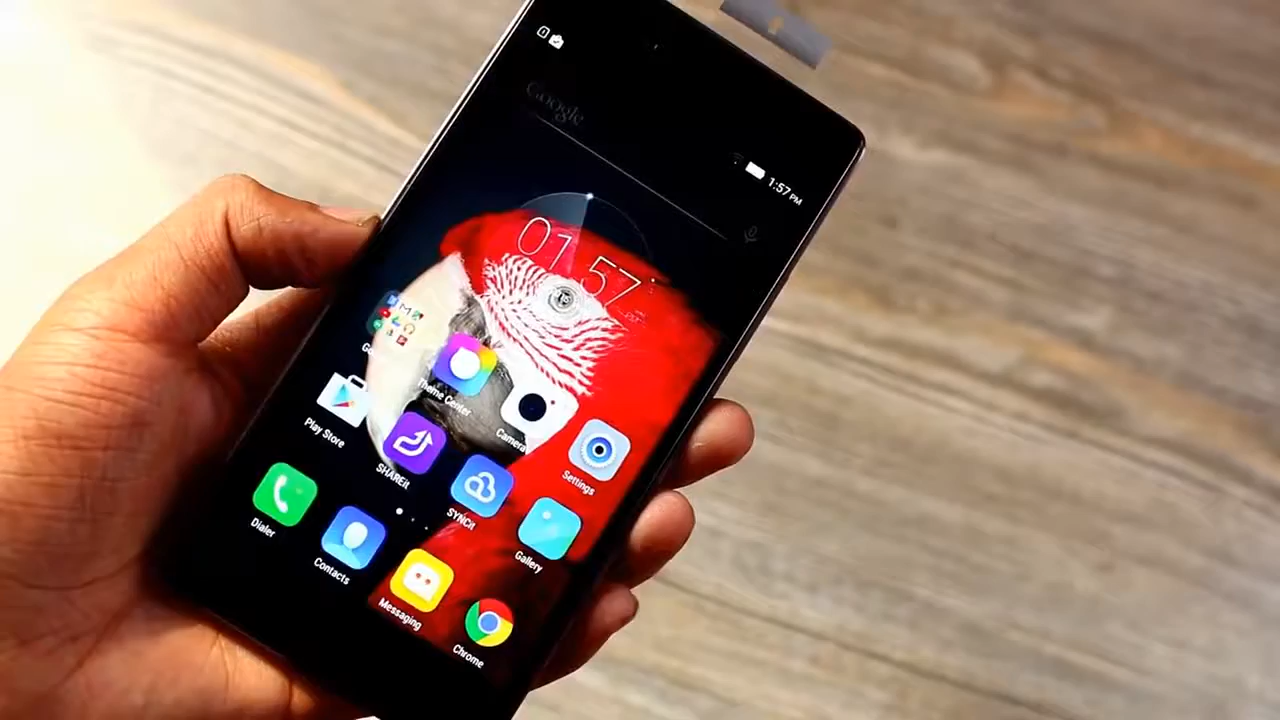 Google
1:57 PM
01 57
Theme Center
Camera
Settings
Play Store
SHAREit
SYNCit
Gallery
Dialer
Contacts
Messaging
Chrome